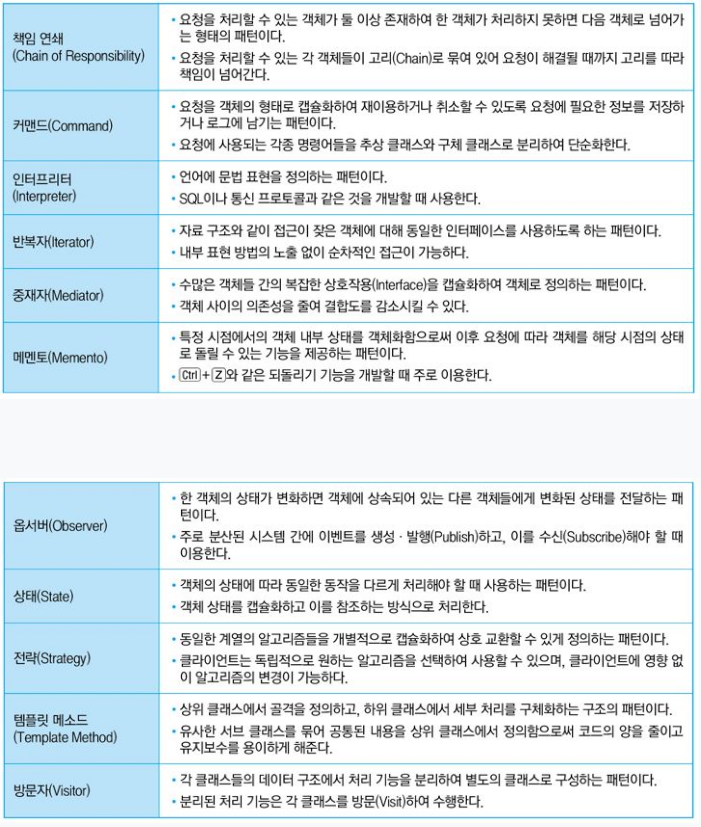 책임 연쇄
(Chain of Responsibility)
• 요청을 처리할 수 있는 객체가 둘 이상 존재하여 한 객체가 처리하지 못하면 다음 객체로 넘어가
는 형태의 패턴이다.
• 요청을 처리할 수 있는 각 객체들이 고리(Chain)로 묶여 있어 요청이 해결될 때까지 고리를 따라
책임이 넘어간다.
커맨드(Command)
• 요청을 객체의 형태로 캡슐화하여 재이용하거나 취소할 수 있도록 요청에 필요한 정보를 저장하
거나 로그에 남기는 패턴이다.
• 요청에 사용되는 각종 명령어들을 추상 클래스와 구체 클래스로 분리하여 단순화한다.
인터프리터
(Interpreter)
• 언어에 문법 표현을 정의하는 패턴이다.
• SQL이나 통신 프로토콜과 같은 것을 개발할 때 사용한다.
반복자(Iterator)
• 자료 구조와 같이 접근이 잦은 객체에 대해 동일한 인터페이스를 사용하도록 하는 패턴이다.
• 내부 표현 방법의 노출 없이 순차적인 접근이 가능하다.
중재자(Mediator)
• 수많은 객체들 간의 복잡한 상호작용(Interface)을 캡슐화하여 객체로 정의하는 패턴이다.
• 객체 사이의 의존성을 줄여 결합도를 감소시킬 수 있다.
메멘토(Memento)
• 특정 시점에서의 객체 내부 상태를 객체화함으로써 이후 요청에 따라 객체를 해당 시점의 상태
로 돌릴 수 있는 기능을 제공하는 패턴이다.
• Ctrl+Z와 같은 되돌리기 기능을 개발할 때 주로 이용한다.
옵서버(Observer)
• 한 객체의 상태가 변화하면 객체에 상속되어 있는 다른 객체들에게 변화된 상태를 전달하는 패
턴이다.
• 주로 분산된 시스템 간에 이벤트를 생성 · 발행(Publish)하고, 이를 수신(Subscribe)해야 할 때
이용한다.
상태(State)
• 객체의 상태에 따라 동일한 동작을 다르게 처리해야 할 때 사용하는 패턴이다.
• 객체 상태를 캡슐화하고 이를 참조하는 방식으로 처리한다.
전략(Strategy)
• 동일한 계열의 알고리즘들을 개별적으로 캡슐화하여 상호 교환할 수 있게 정의하는 패턴이다.
• 클라이언트는 독립적으로 원하는 알고리즘을 선택하여 사용할 수 있으며, 클라이언트에 영향 없
이 알고리즘의 변경이 가능하다.
템플릿 메소드
(Template Method)
• 상위 클래스에서 골격을 정의하고, 하위 클래스에서 세부 처리를 구체화하는 구조의 패턴이다.
• 유사한 서브 클래스를 묶어 공통된 내용을 상위 클래스에서 정의함으로써 코드의 양을 줄이고
유지보수를 용이하게 해준다.
방문자(Visitor)
• 각 클래스들의 데이터 구조에서 처리 기능을 분리하여 별도의 클래스로 구성하는 패턴이다.
• 분리된 처리 기능은 각 클래스를 방문(Visit)하여 수행한다.